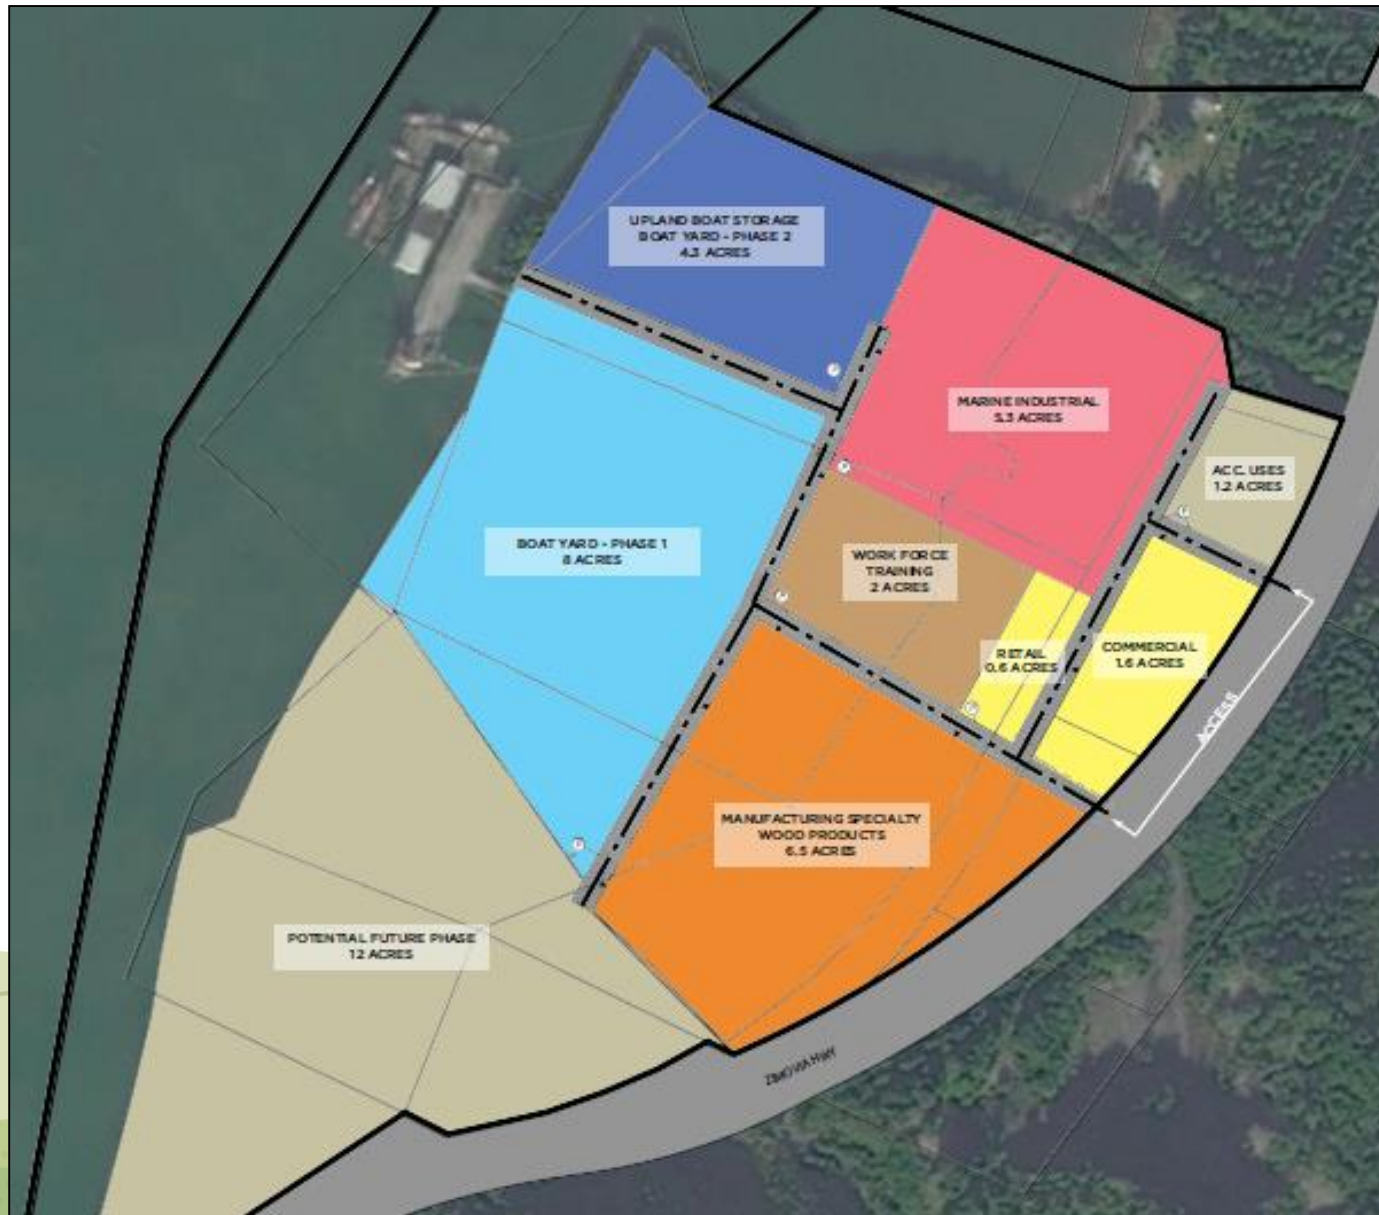 UPLAND BOAT STORAGE
BOAT YARD - PHASE 2
4.3 ACRES
MARINE INDUSTRIAL
5.3 ACRES
ACC. USES
1.2 ACRES
BOAT YARD - PHASE 1
8 ACRES
WORK FORCE
TRAINING
2 ACRES
RETAIL
0.6 ACRES
COMMERCIAL
1.6 ACRES
ACCESS
MANUFACTURING SPECIALTY
WOOD PRODUCTS
6.5 ACRES
POTENTIAL FUTURE PHASE
12 ACRES
ZIMOVIA HWY